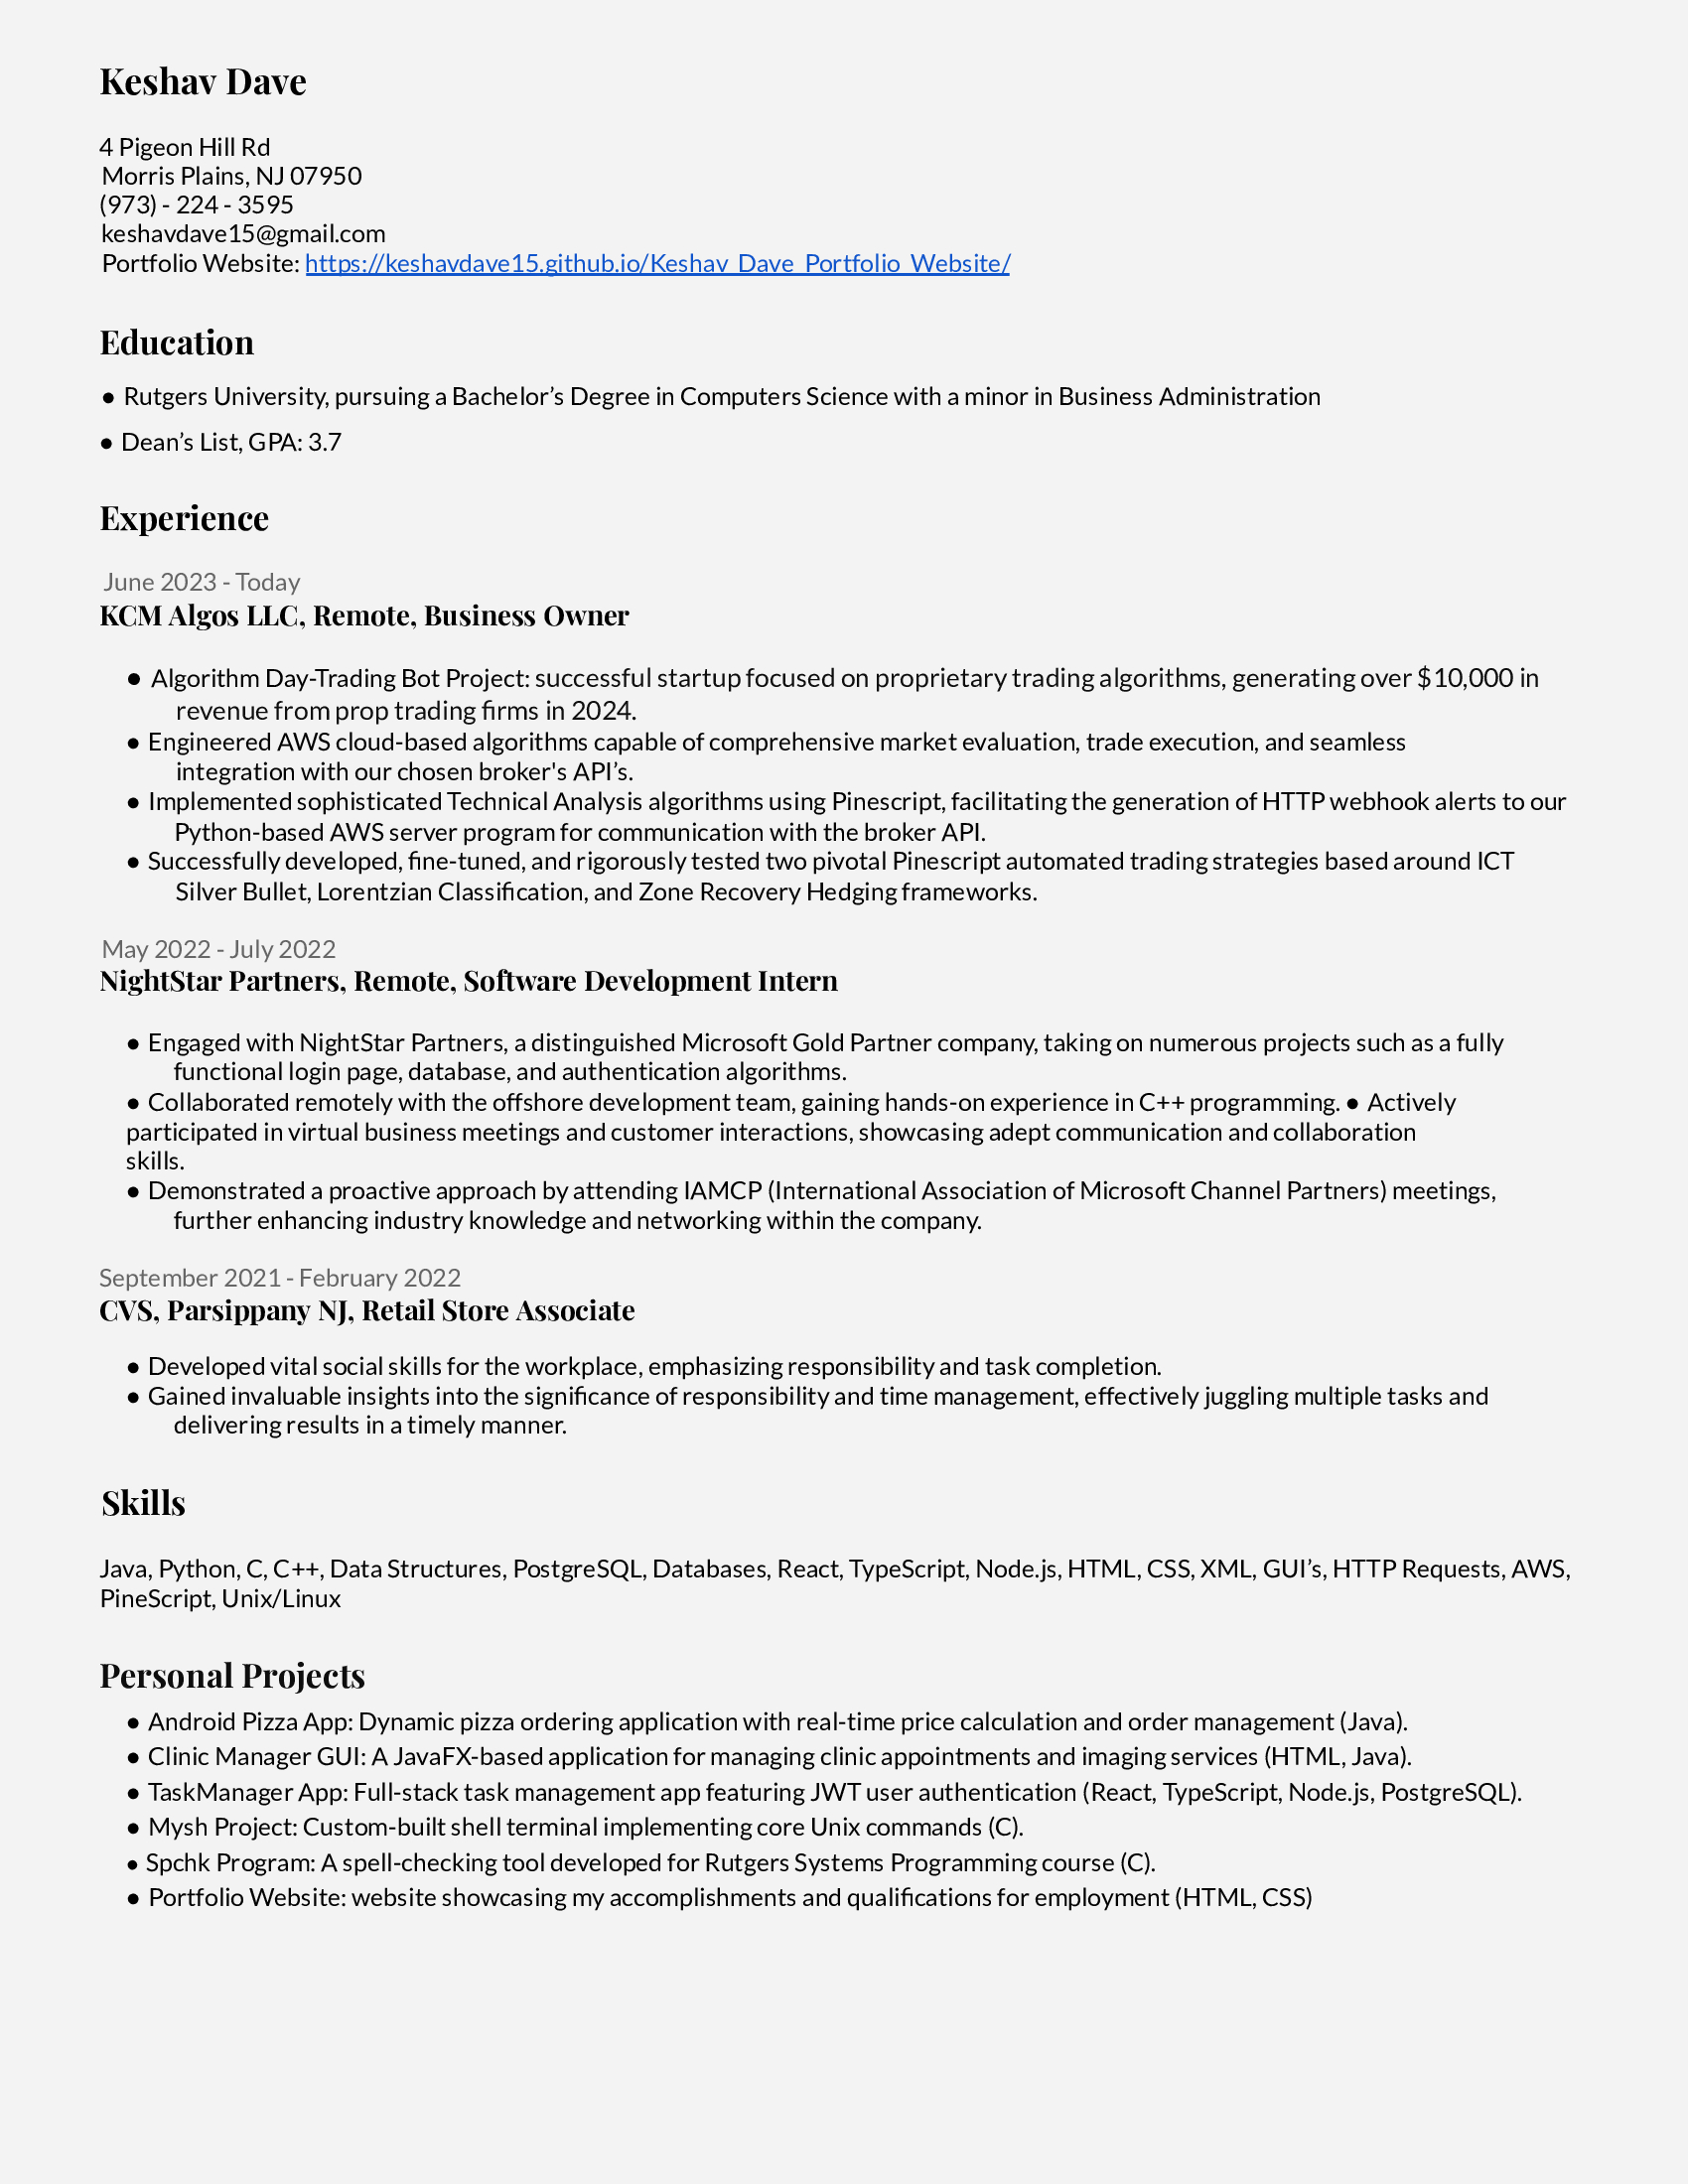 Keshav Dave
4 Pigeon Hill Rd
Morris Plains, NJ 07950
(973) - 224 - 3595
keshavdave15@gmail.com
Portfolio Website: https://keshavdave15.github.io/Keshav_Dave_Portfolio_Website/
Education
● Rutgers University, pursuing a Bachelor’s Degree in Computers Science with a minor in Business Administration
● Dean’s List, GPA: 3.7
Experience
June 2023 - Today
KCM Algos LLC, Remote, Business Owner
● Algorithm Day-Trading Bot Project: successful startup focused on proprietary trading algorithms, generating over $10,000 in
revenue from prop trading firms in 2024.
● Engineered AWS cloud-based algorithms capable of comprehensive market evaluation, trade execution, and seamless
integration with our chosen broker's API’s.
● Implemented sophisticated Technical Analysis algorithms using Pinescript, facilitating the generation of HTTP webhook alerts to our
Python-based AWS server program for communication with the broker API.
● Successfully developed, fine-tuned, and rigorously tested two pivotal Pinescript automated trading strategies based around ICT
Silver Bullet, Lorentzian Classification, and Zone Recovery Hedging frameworks.
May 2022 - July 2022
NightStar Partners, Remote, Software Development Intern
● Engaged with NightStar Partners, a distinguished Microsoft Gold Partner company, taking on numerous projects such as a fully
functional login page, database, and authentication algorithms.
● Collaborated remotely with the offshore development team, gaining hands-on experience in C++ programming. ● Actively
participated in virtual business meetings and customer interactions, showcasing adept communication and collaboration
skills.
● Demonstrated a proactive approach by attending IAMCP (International Association of Microsoft Channel Partners) meetings,
further enhancing industry knowledge and networking within the company.
September 2021 - February 2022
CVS, Parsippany NJ, Retail Store Associate
● Developed vital social skills for the workplace, emphasizing responsibility and task completion.
● Gained invaluable insights into the significance of responsibility and time management, effectively juggling multiple tasks and
delivering results in a timely manner.
Skills
Java, Python, C, C++, Data Structures, PostgreSQL, Databases, React, TypeScript, Node.js, HTML, CSS, XML, GUI’s, HTTP Requests, AWS,
PineScript, Unix/Linux
Personal Projects
● Android Pizza App: Dynamic pizza ordering application with real-time price calculation and order management (Java).
● Clinic Manager GUI: A JavaFX-based application for managing clinic appointments and imaging services (HTML, Java).
● TaskManager App: Full-stack task management app featuring JWT user authentication (React, TypeScript, Node.js, PostgreSQL).
● Mysh Project: Custom-built shell terminal implementing core Unix commands (C).
● Spchk Program: A spell-checking tool developed for Rutgers Systems Programming course (C).
● Portfolio Website: website showcasing my accomplishments and qualifications for employment (HTML, CSS)